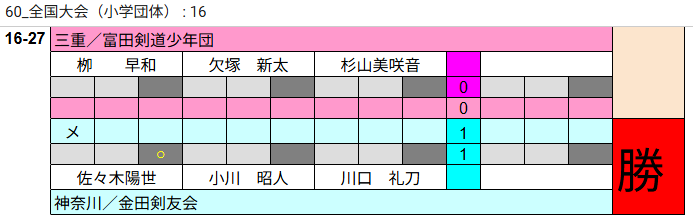 60_全国大会（小学団体） : 16
16-27 三重／富田剣道少年団
栁　早和 欠塚　新太 杉山美咲音
0
0
メ 1
○ 1
佐々木陽世 小川　昭人 川口　礼刀 勝
神奈川／金田剣友会